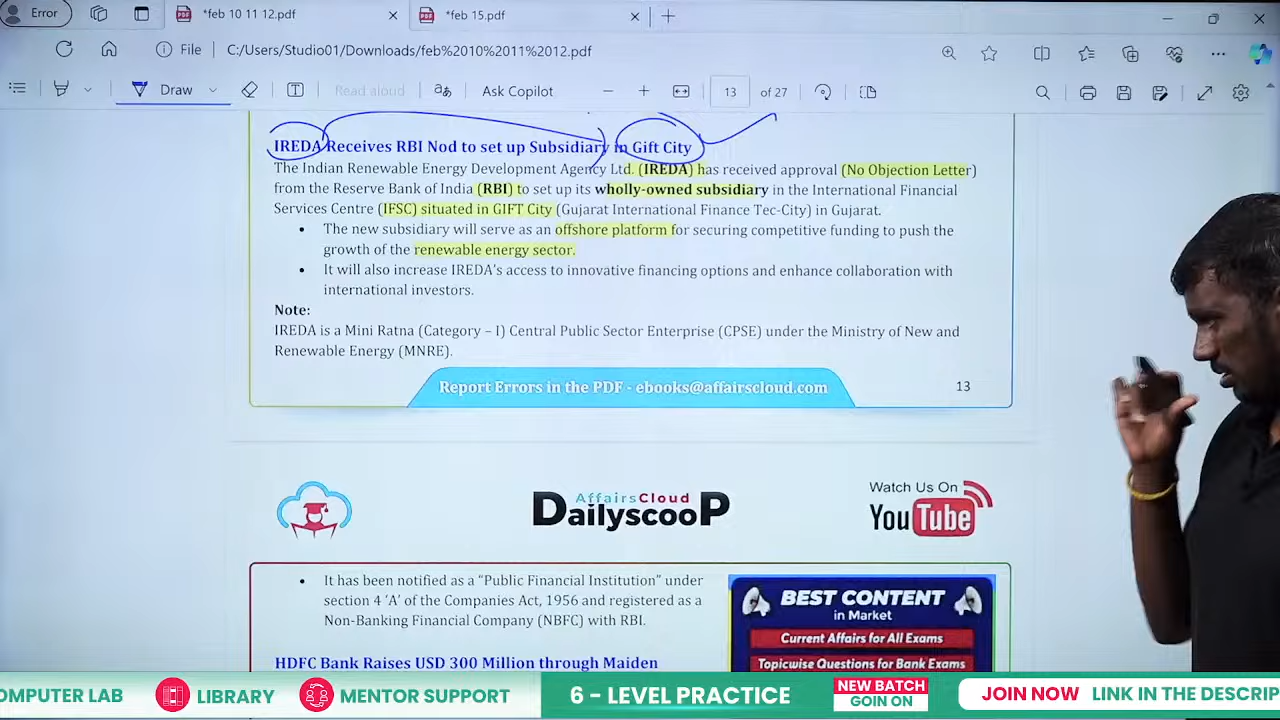 Error
*feb 10 11 12.pdf
*feb 15.pdf
File
C:/Users/Studio01/Downloads/feb%2010%2011%2012.pdf
Draw
Read aloud
Ask Copilot
13
of 27
IREDA Receives RBI Nod to set up Subsidiary in Gift City
The Indian Renewable Energy Development Agency Ltd. (IREDA) has received approval (No Objection Letter)
from the Reserve Bank of India (RBI) to set up its wholly-owned subsidiary in the International Financial
Services Centre (IFSC) situated in GIFT City (Gujarat International Finance Tec-City) in Gujarat.
• The new subsidiary will serve as an offshore platform for securing competitive funding to push the
growth of the renewable energy sector.
• It will also increase IREDA's access to innovative financing options and enhance collaboration with
international investors.
Note:
IREDA is a Mini Ratna (Category – I) Central Public Sector Enterprise (CPSE) under the Ministry of New and
Renewable Energy (MNRE).
Report Errors in the PDF - ebooks@affairscloud.com
13
AffairsCloud
DailyscooP
Watch Us On
YouTube
• It has been notified as a “Public Financial Institution” under
section 4 ‘A’ of the Companies Act, 1956 and registered as a
Non-Banking Financial Company (NBFC) with RBI.
HDFC Bank Raises USD 300 Million through Maiden
BEST CONTENT
in Market
Current Affairs for All Exams
Topicwise Questions for Bank Exams
OMPUTER LAB
LIBRARY
MENTOR SUPPORT
6 - LEVEL PRACTICE
NEW BATCH
GOIN ON
JOIN NOW
LINK IN THE DESCRIP